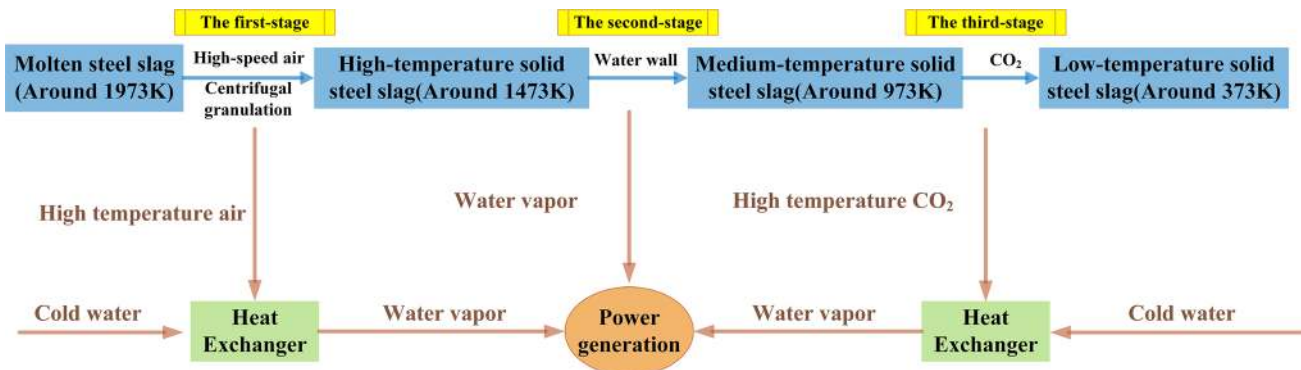 The first-stage
The second-stage
The third-stage
Molten steel slag
(Around 1973K)
High-speed air
Centrifugal
granulation
High-temperature solid
steel slag(Around 1473K)
Water wall
Medium-temperature solid
steel slag(Around 973K)
CO₂
Low-temperature solid
steel slag(Around 373K)
High temperature air
Water vapor
High temperature CO₂
Cold water
Heat
Exchanger
Water vapor
Power
generation
Water vapor
Heat
Exchanger
Cold water